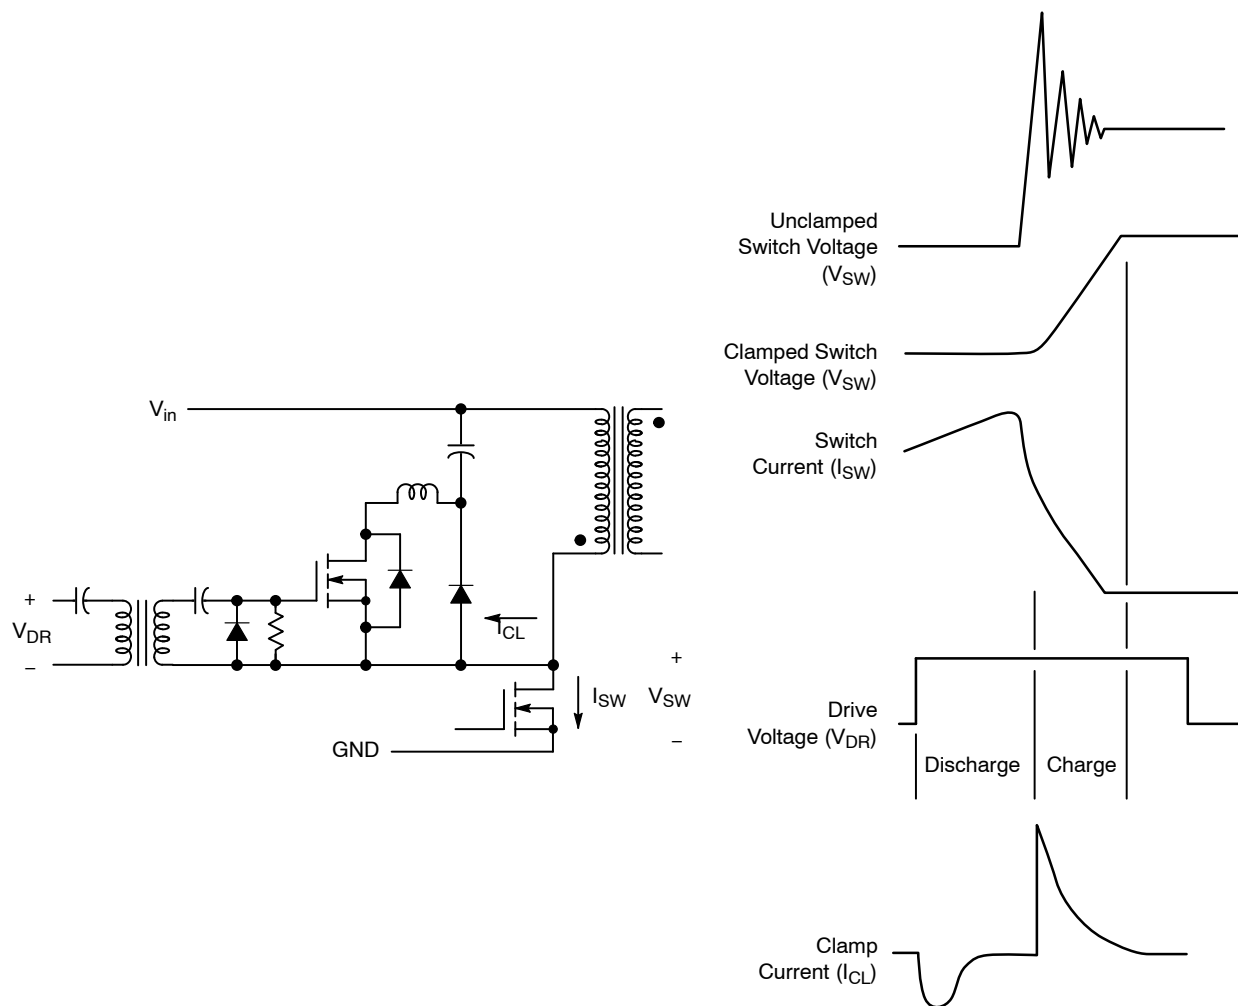 Unclamped
Switch Voltage
(VSW)
Clamped Switch
Voltage (VSW)
Vin
Switch
Current (ISW)
+
VDR
–
ICL
ISW
+
VSW
–
GND
Drive
Voltage (VDR)
Discharge
Charge
Clamp
Current (ICL)